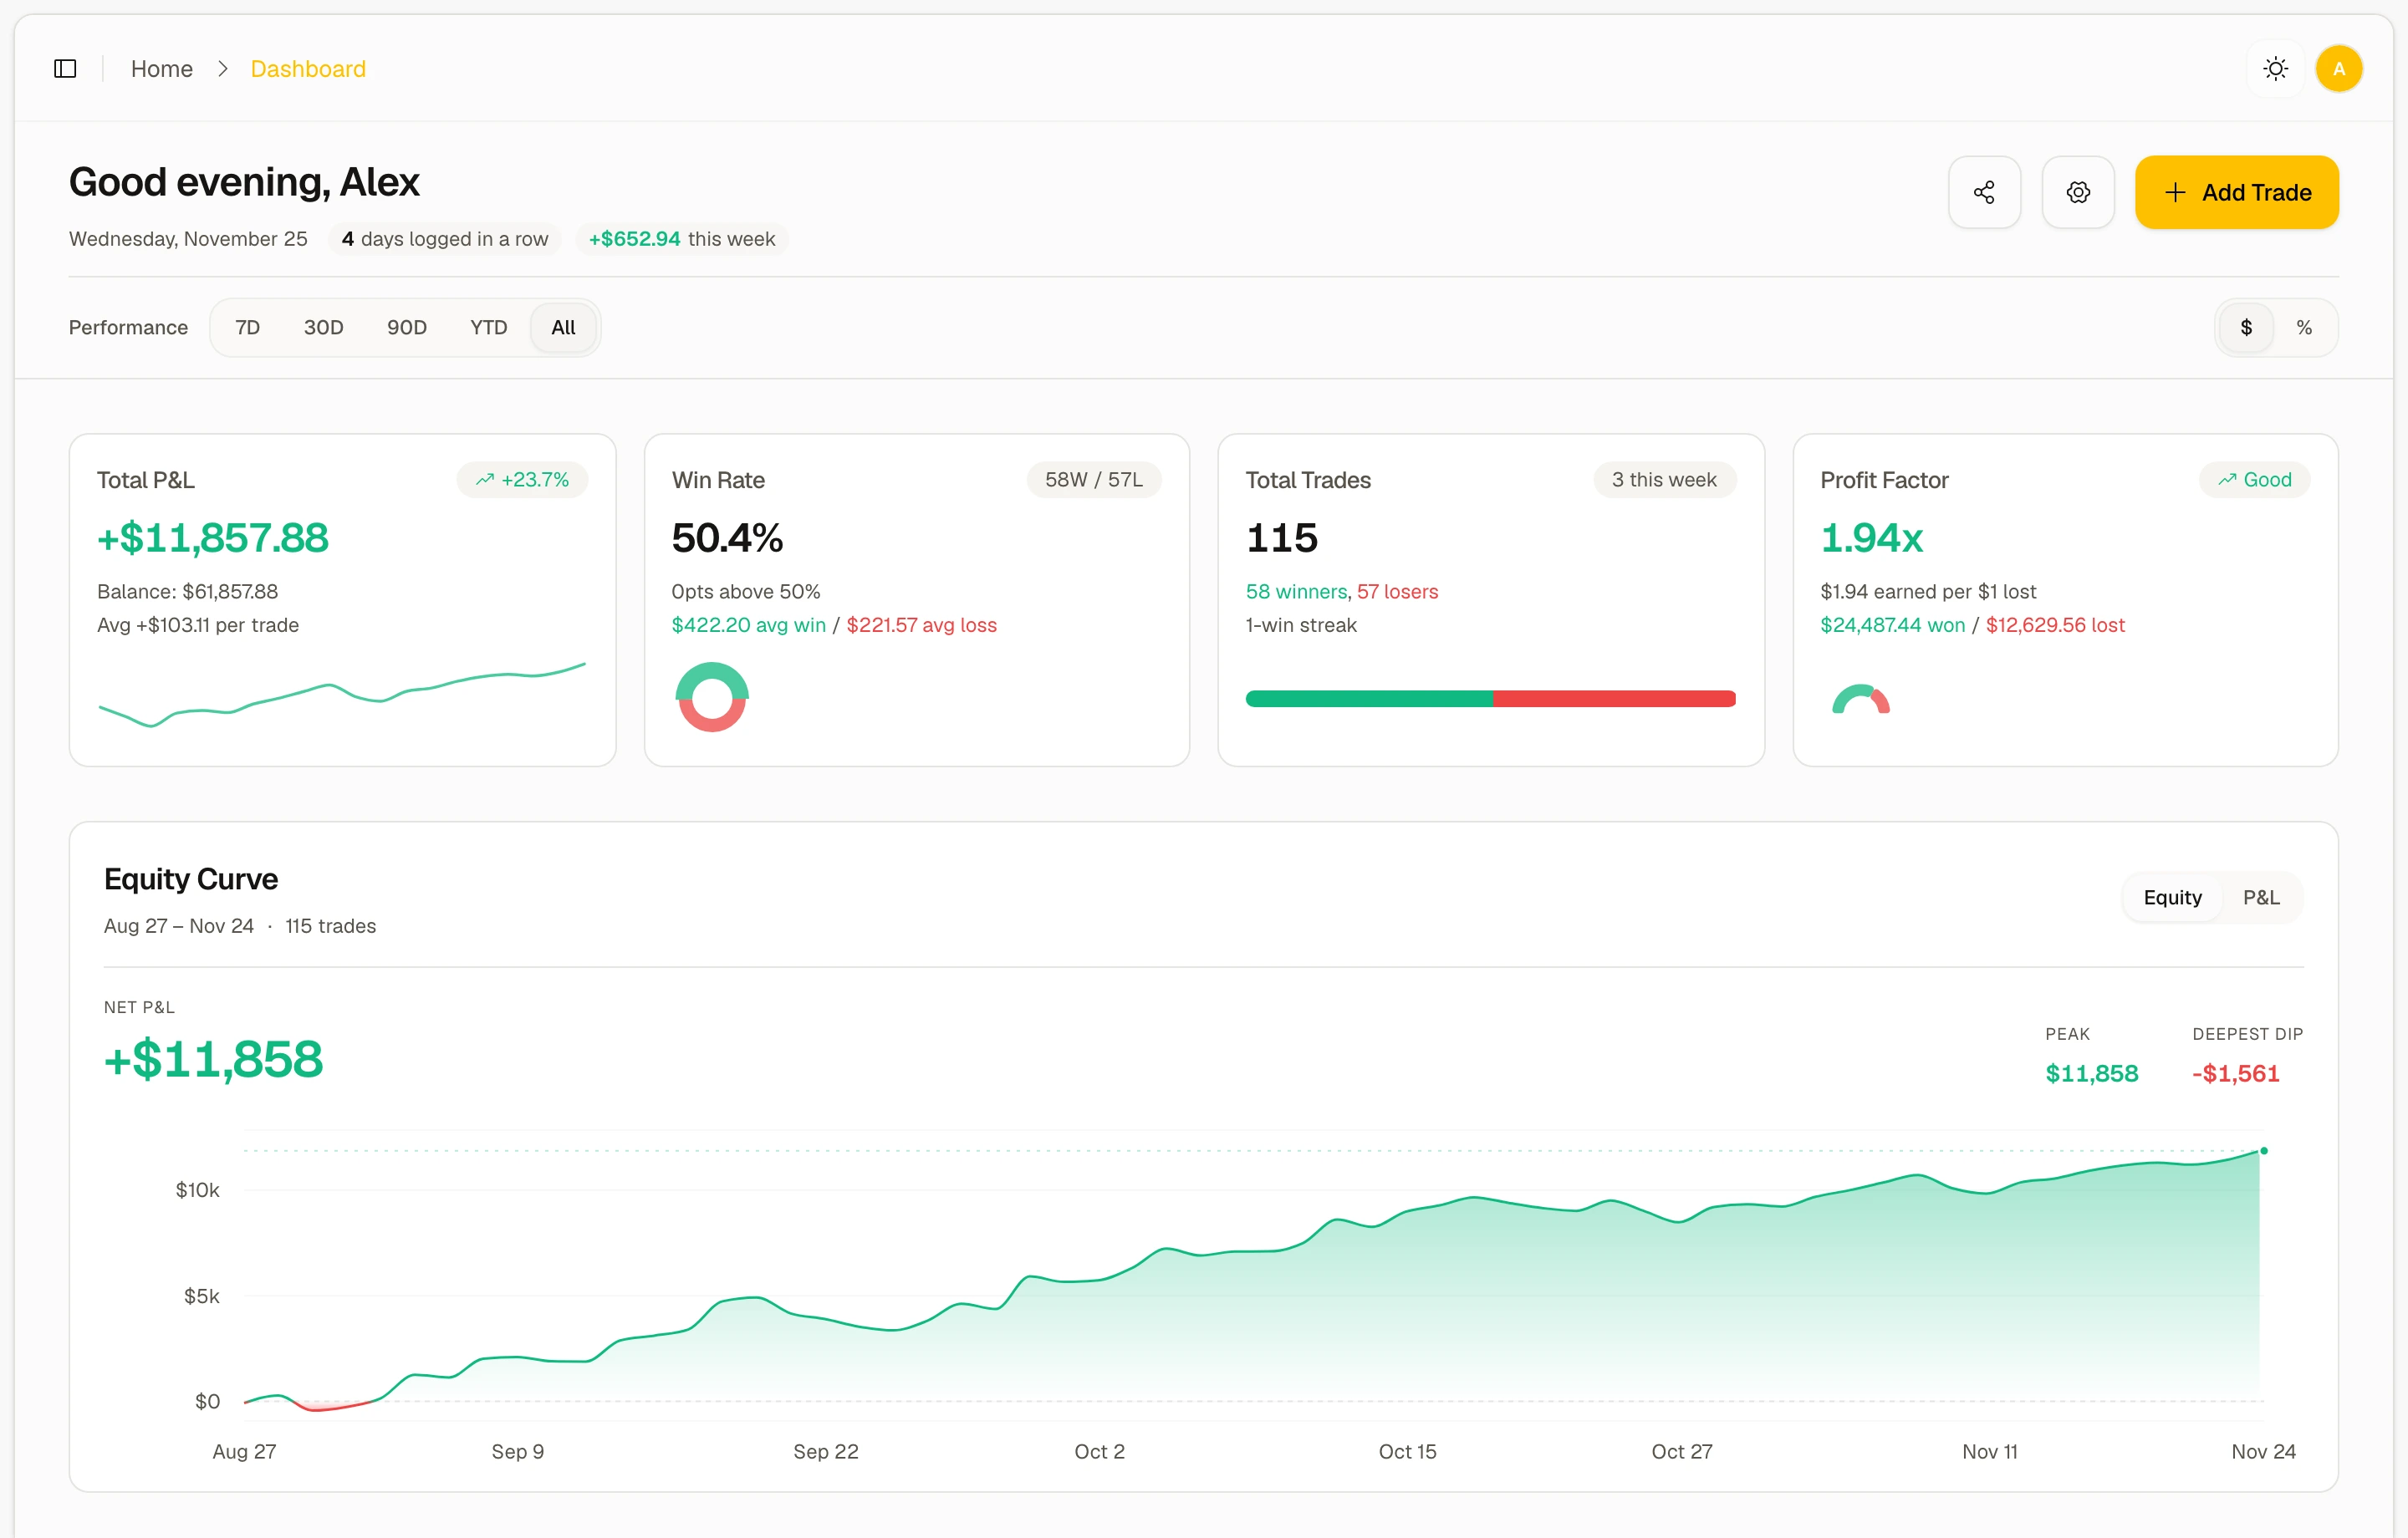 Home > Dashboard
A
Good evening, Alex
Add Trade
Wednesday, November 25 4 days logged in a row +$652.94 this week
Performance 7D 30D 90D YTD All $ %
Total P&L +23.7%
+$11,857.88
Balance: $61,857.88
Avg +$103.11 per trade
Win Rate 58W / 57L
50.4%
0pts above 50%
$422.20 avg win / $221.57 avg loss
Total Trades 3 this week
115
58 winners, 57 losers
1-win streak
Profit Factor Good
1.94x
$1.94 earned per $1 lost
$24,487.44 won / $12,629.56 lost
Equity Curve
Aug 27 – Nov 24 · 115 trades
Equity P&L
NET P&L
+$11,858
PEAK
$11,858
DEEPEST DIP
-$1,561
$10k
$5k
$0
Aug 27 Sep 9 Sep 22 Oct 2 Oct 15 Oct 27 Nov 11 Nov 24